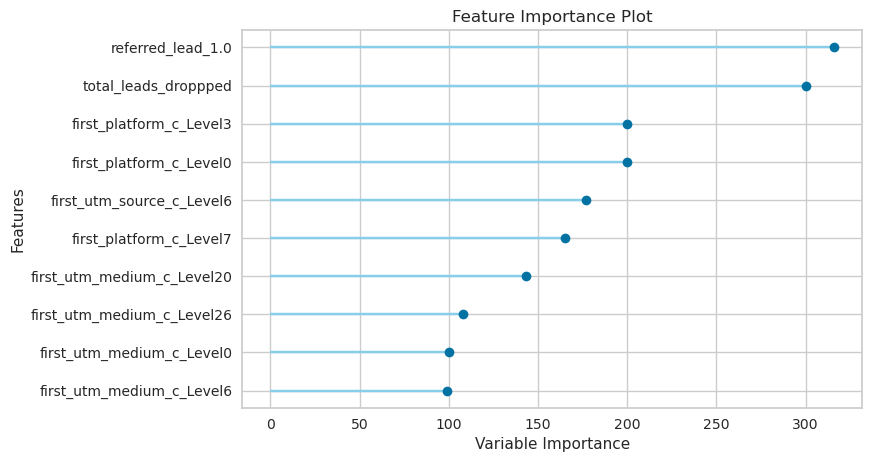 Feature Importance Plot
referred_lead_1.0
total_leads_droppped
first_platform_c_Level3
first_platform_c_Level0
first_utm_source_c_Level6
first_platform_c_Level7
first_utm_medium_c_Level20
first_utm_medium_c_Level26
first_utm_medium_c_Level0
first_utm_medium_c_Level6
Features
0 50 100 150 200 250 300
Variable Importance